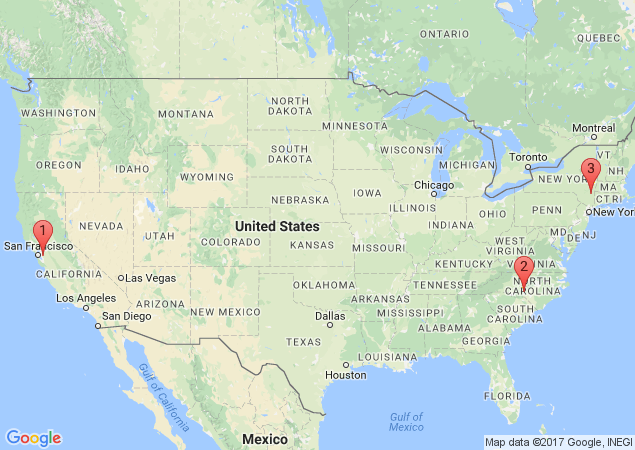 ONTARIO
QUEBEC
WASHINGTON
MONTANA
NORTH
DAKOTA
MINNESOTA
Montreal
OREGON
IDAHO
SOUTH
DAKOTA
WISCONSIN
MICHIGAN
Toronto
VT
NH
3
NEW YORK
MA
CT
RI
WYOMING
NEBRASKA
IOWA
Chicago
ILLINOIS
INDIANA
OHIO
PENN
New York
1
San Francisco
NEVADA
UTAH
COLORADO
United States
KANSAS
MISSOURI
WEST
VIRGINIA
MD
DE
NJ
KENTUCKY
VIRGINIA
2
CALIFORNIA
Las Vegas
OKLAHOMA
ARKANSAS
TENNESSEE
NORTH
CAROLINA
Los Angeles
ARIZONA
NEW MEXICO
MISSISSIPPI
SOUTH
CAROLINA
San Diego
Dallas
ALABAMA
GEORGIA
TEXAS
LOUISIANA
Houston
Gulf of
California
FLORIDA
Gulf of
Mexico
Mexico
Google
Map data ©2017 Google, INEGI